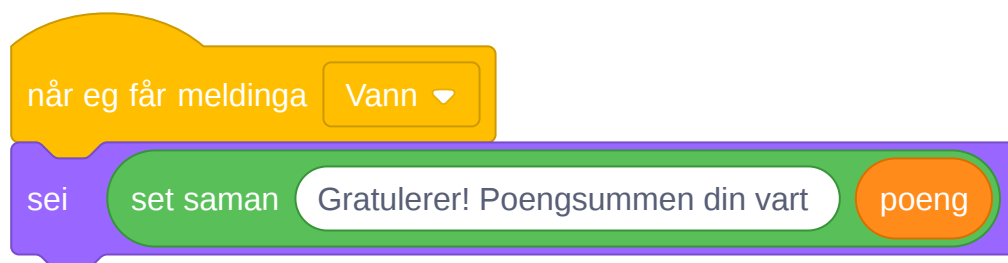 når eg får meldinga Vann
sei set saman Gratulerer! Poengsummen din vart poeng